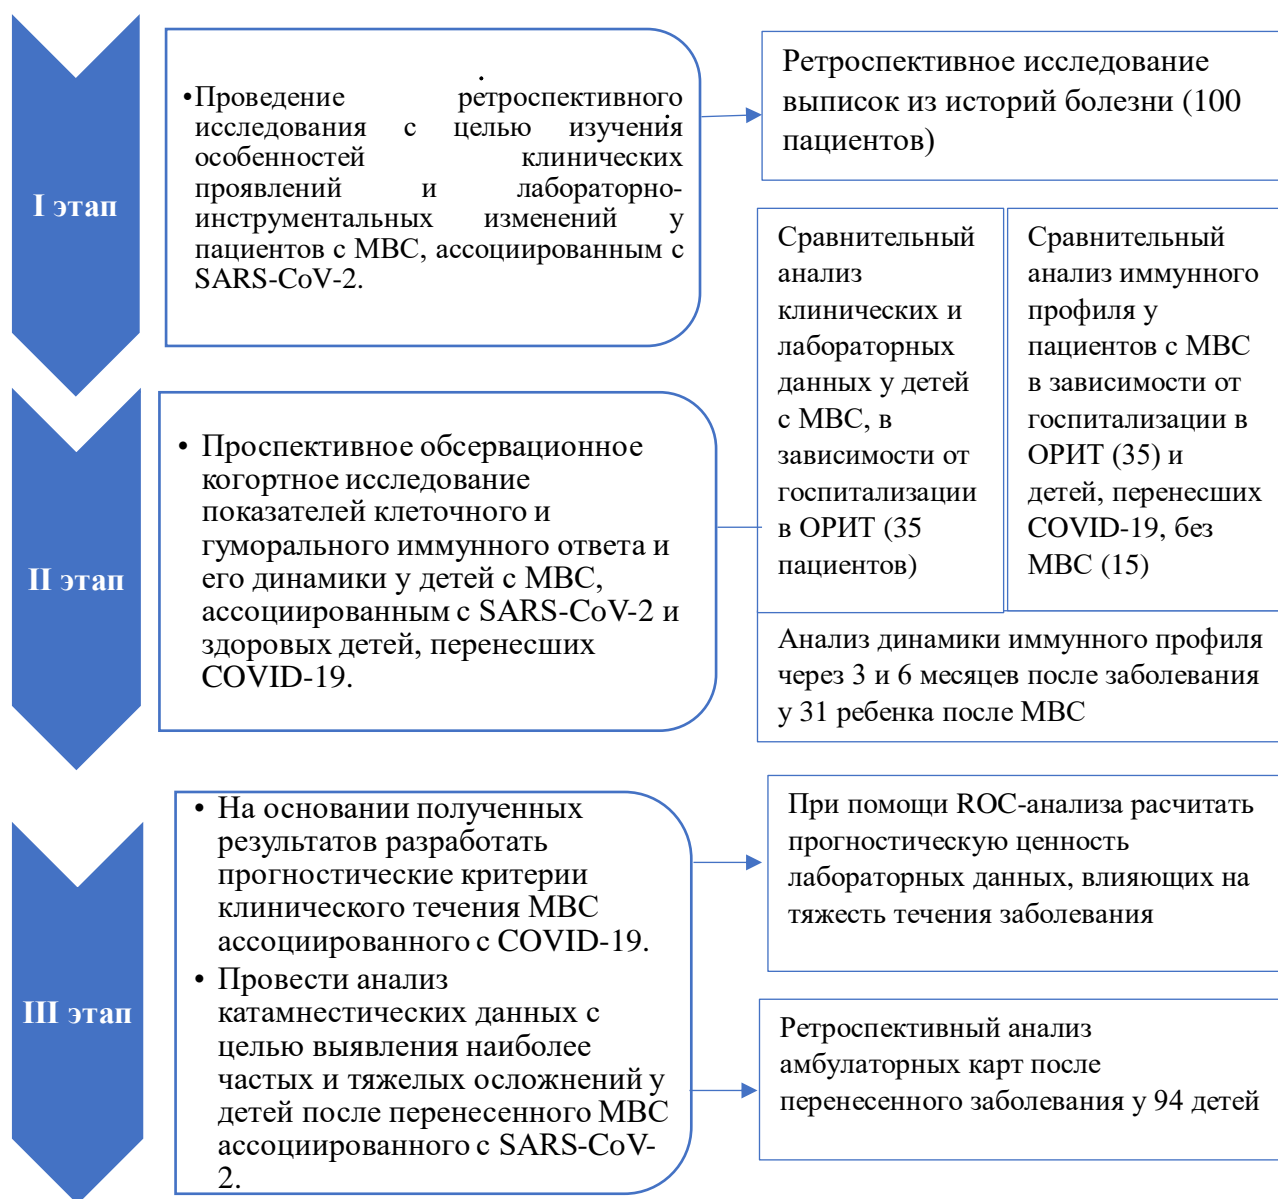 I этап
•Проведение ретроспективного
исследования с целью изучения
особенностей клинических
проявлений и лабораторно-
инструментальных изменений у
пациентов с МВС, ассоциированным с
SARS-CoV-2.
Ретроспективное исследование
выписок из историй болезни (100
пациентов)
II этап
• Проспективное обсервационное
когортное исследование
показателей клеточного и
гуморального иммунного ответа и
его динамики у детей с МВС,
ассоциированным с SARS-CoV-2 и
здоровых детей, перенесших
COVID-19.
Сравнительный
анализ
клинических и
лабораторных
данных у детей
с МВС, в
зависимости от
госпитализации
в ОРИТ (35
пациентов)
Сравнительный
анализ иммунного
профиля у
пациентов с МВС
в зависимости от
госпитализации в
ОРИТ (35) и
детей, перенесших
COVID-19, без
МВС (15)
Анализ динамики иммунного профиля
через 3 и 6 месяцев после заболевания
у 31 ребенка после МВС
III этап
• На основании полученных
результатов разработать
прогностические критерии
клинического течения МВС
ассоциированного с COVID-19.
• Провести анализ
катамнестических данных с
целью выявления наиболее
частых и тяжелых осложнений у
детей после перенесенного МВС
ассоциированного с SARS-CoV-
2.
При помощи ROC-анализа расчитать
прогностическую ценность
лабораторных данных, влияющих на
тяжесть течения заболевания
Ретроспективный анализ
амбулаторных карт после
перенесенного заболевания у 94 детей